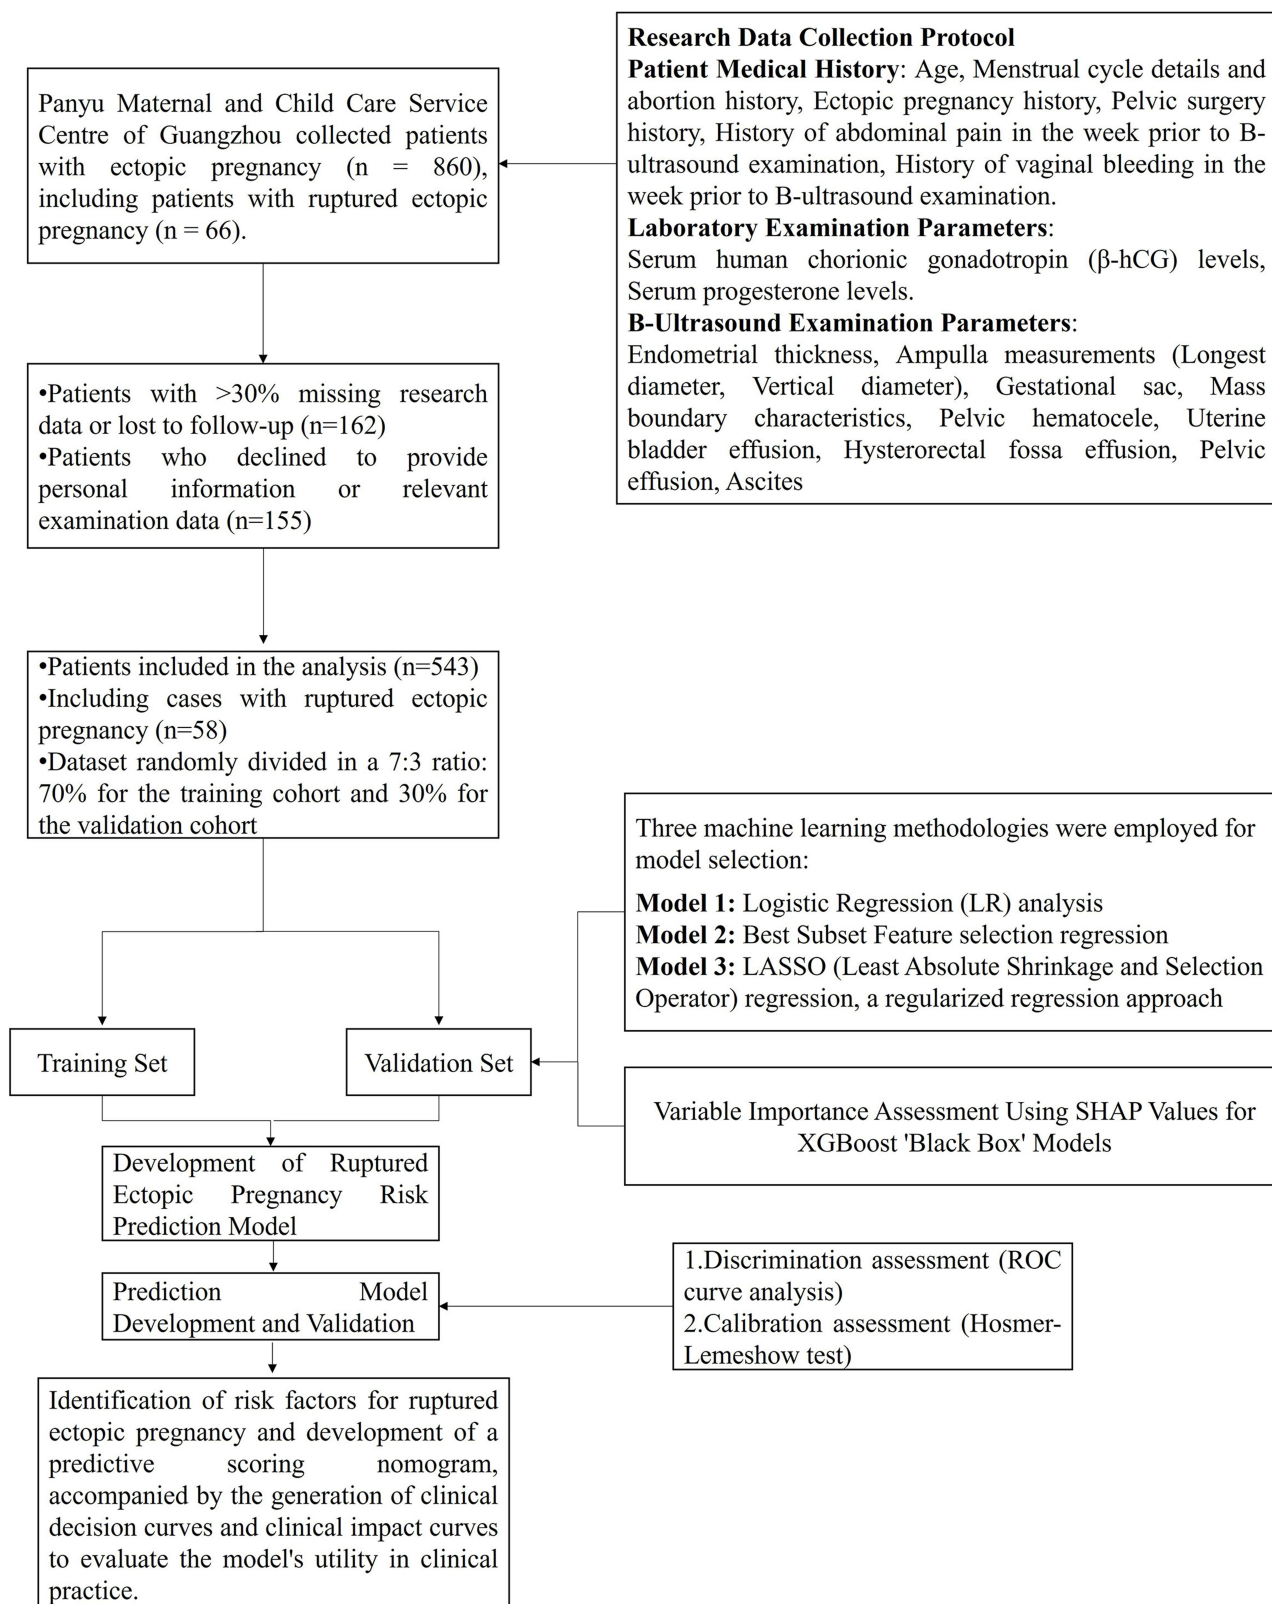 Research Data Collection Protocol
Patient Medical History: Age, Menstrual cycle details and
abortion history, Ectopic pregnancy history, Pelvic surgery
history, History of abdominal pain in the week prior to B-
ultrasound examination, History of vaginal bleeding in the
week prior to B-ultrasound examination.
Laboratory Examination Parameters:
Serum human chorionic gonadotropin (β-hCG) levels,
Serum progesterone levels.
B-Ultrasound Examination Parameters:
Endometrial thickness, Ampulla measurements (Longest
diameter, Vertical diameter), Gestational sac, Mass
boundary characteristics, Pelvic hematocele, Uterine
bladder effusion, Hysterorectal fossa effusion, Pelvic
effusion, Ascites
Panyu Maternal and Child Care Service
Centre of Guangzhou collected patients
with ectopic pregnancy (n = 860),
including patients with ruptured ectopic
pregnancy (n = 66).
•Patients with >30% missing research
data or lost to follow-up (n=162)
•Patients who declined to provide
personal information or relevant
examination data (n=155)
•Patients included in the analysis (n=543)
•Including cases with ruptured ectopic
pregnancy (n=58)
•Dataset randomly divided in a 7:3 ratio:
70% for the training cohort and 30% for
the validation cohort
Three machine learning methodologies were employed for
model selection:
Model 1: Logistic Regression (LR) analysis
Model 2: Best Subset Feature selection regression
Model 3: LASSO (Least Absolute Shrinkage and Selection
Operator) regression, a regularized regression approach
Training Set
Validation Set
Variable Importance Assessment Using SHAP Values for
XGBoost 'Black Box' Models
Development of Ruptured
Ectopic Pregnancy Risk
Prediction Model
Prediction Model
Development and Validation
1.Discrimination assessment (ROC
curve analysis)
2.Calibration assessment (Hosmer-
Lemeshow test)
Identification of risk factors for ruptured
ectopic pregnancy and development of a
predictive scoring nomogram,
accompanied by the generation of clinical
decision curves and clinical impact curves
to evaluate the model's utility in clinical
practice.